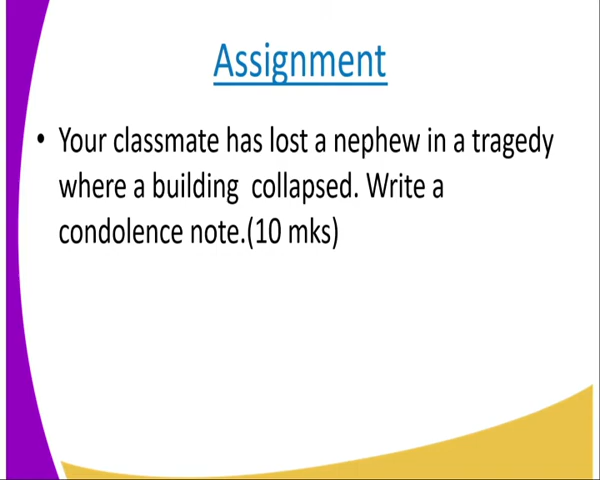 Assignment
• Your classmate has lost a nephew in a tragedy
where a building  collapsed. Write a
condolence note.(10 mks)